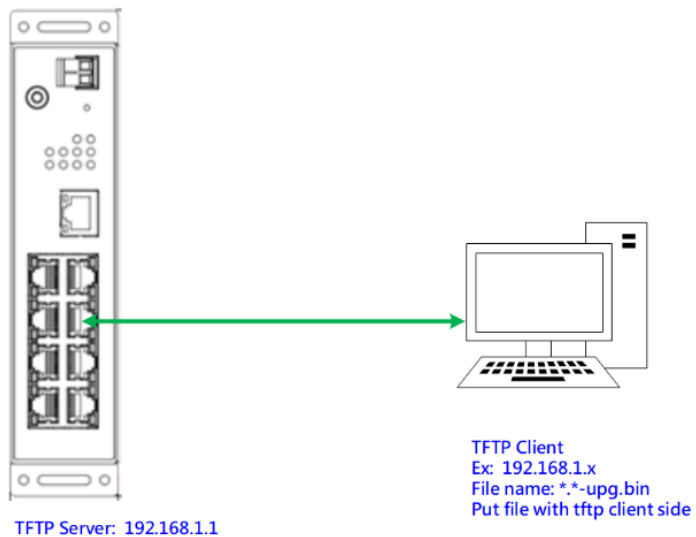 TFTP Client
Ex: 192.168.1.x
File name: *.*-upg.bin
Put file with tftp client side
TFTP Server: 192.168.1.1